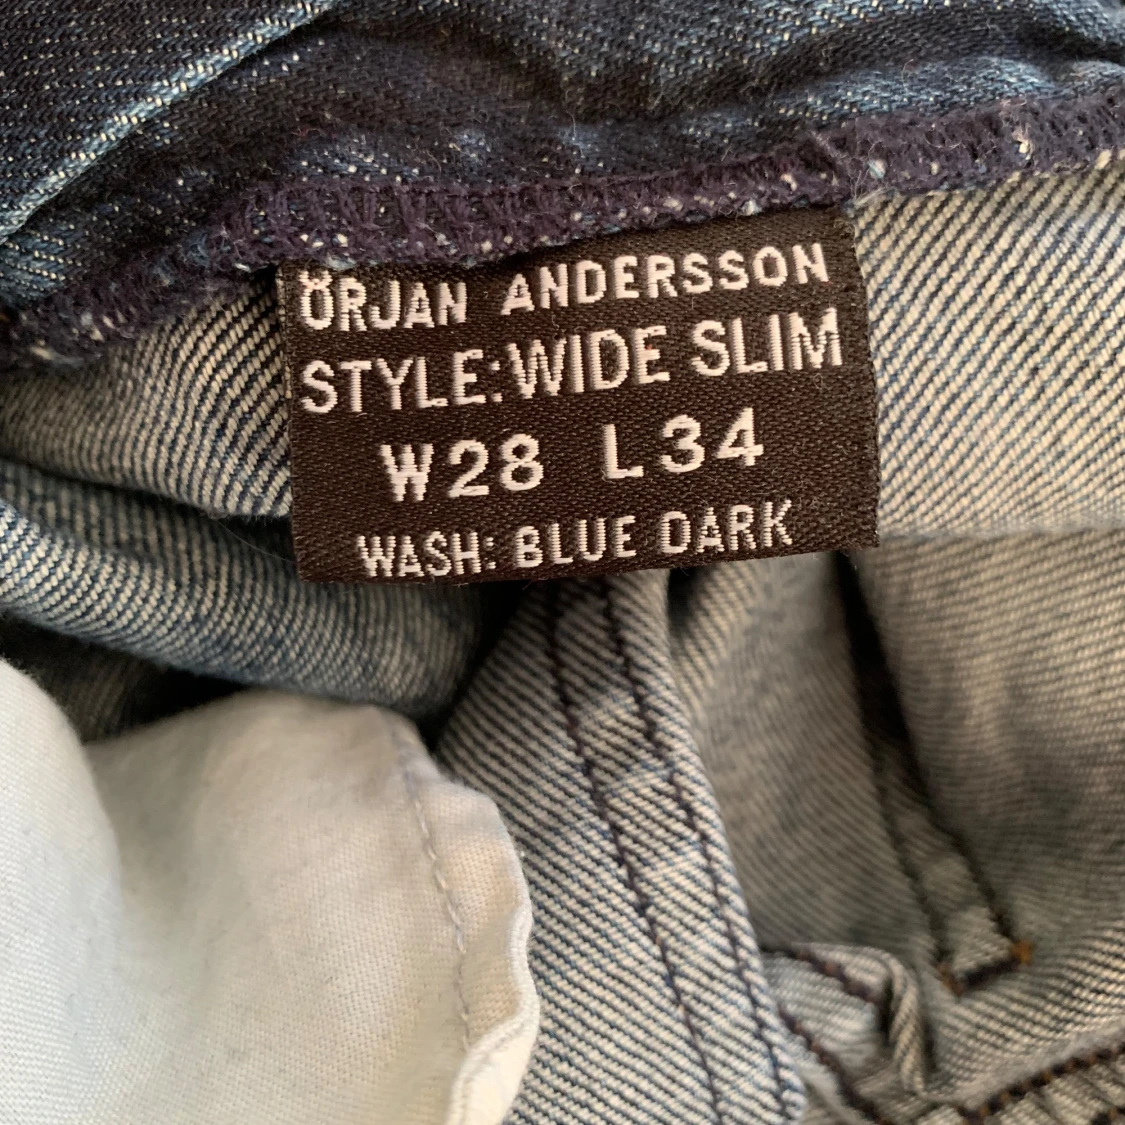 ÖRJAN ANDERSSON
STYLE:WIDE SLIM
W28 L34
WASH: BLUE DARK